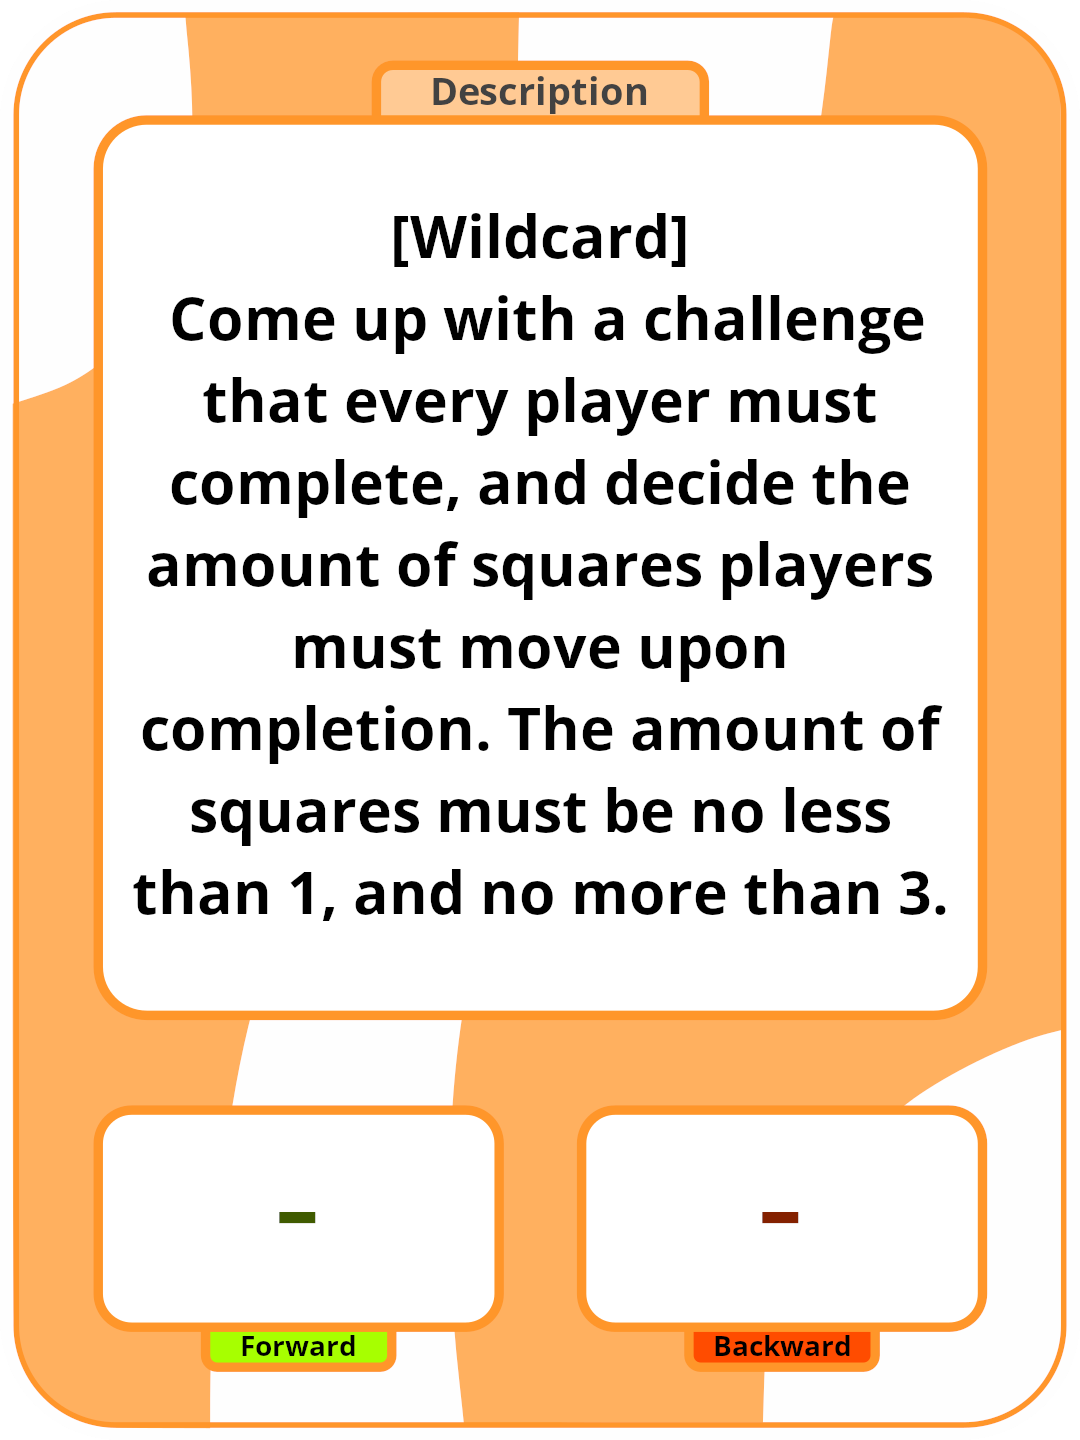 Description
[Wildcard]
Come up with a challenge
that every player must
complete, and decide the
amount of squares players
must move upon
completion. The amount of
squares must be no less
than 1, and no more than 3.
-
-
Forward
Backward